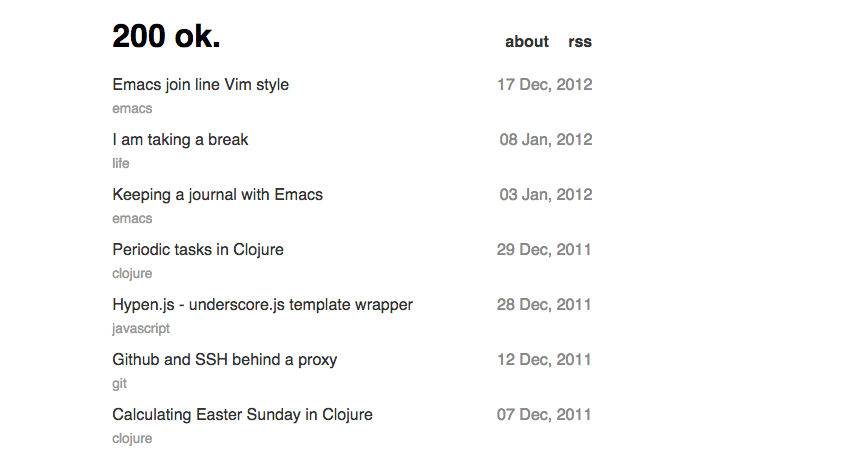 200 ok.
about rss
Emacs join line Vim style 17 Dec, 2012
emacs
I am taking a break 08 Jan, 2012
life
Keeping a journal with Emacs 03 Jan, 2012
emacs
Periodic tasks in Clojure 29 Dec, 2011
clojure
Hypen.js - underscore.js template wrapper 28 Dec, 2011
javascript
Github and SSH behind a proxy 12 Dec, 2011
git
Calculating Easter Sunday in Clojure 07 Dec, 2011
clojure